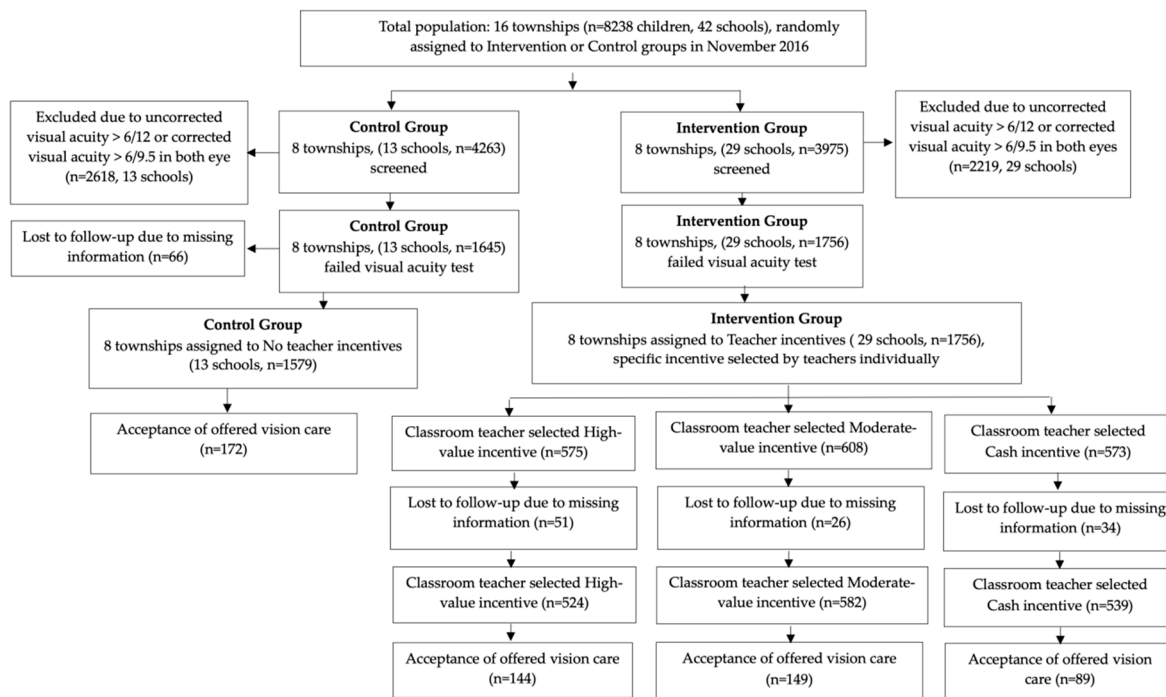 Total population: 16 townships (n=8238 children, 42 schools), randomly
assigned to Intervention or Control groups in November 2016
Excluded due to uncorrected
visual acuity > 6/12 or corrected
visual acuity > 6/9.5 in both eye
(n=2618, 13 schools)
Control Group
8 townships, (13 schools, n=4263)
screened
Intervention Group
8 townships, (29 schools, n=3975)
screened
Excluded due to uncorrected
visual acuity > 6/12 or corrected
visual acuity > 6/9.5 in both eyes
(n=2219, 29 schools)
Lost to follow-up due to missing
information (n=66)
Control Group
8 townships, (13 schools, n=1645)
failed visual acuity test
Intervention Group
8 townships, (29 schools, n=1756)
failed visual acuity test
Control Group
8 townships assigned to No teacher incentives
(13 schools, n=1579)
Intervention Group
8 townships assigned to Teacher incentives ( 29 schools, n=1756),
specific incentive selected by teachers individually
Acceptance of offered vision care
(n=172)
Classroom teacher selected High-
value incentive (n=575)
Classroom teacher selected Moderate-
value incentive (n=608)
Classroom teacher selected
Cash incentive (n=573)
Lost to follow-up due to missing
information (n=51)
Lost to follow-up due to missing
information (n=26)
Lost to follow-up due to missing
information (n=34)
Classroom teacher selected High-
value incentive (n=524)
Classroom teacher selected Moderate-
value incentive (n=582)
Classroom teacher selected
Cash incentive (n=539)
Acceptance of offered vision care
(n=144)
Acceptance of offered vision care
(n=149)
Acceptance of offered vision
care (n=89)